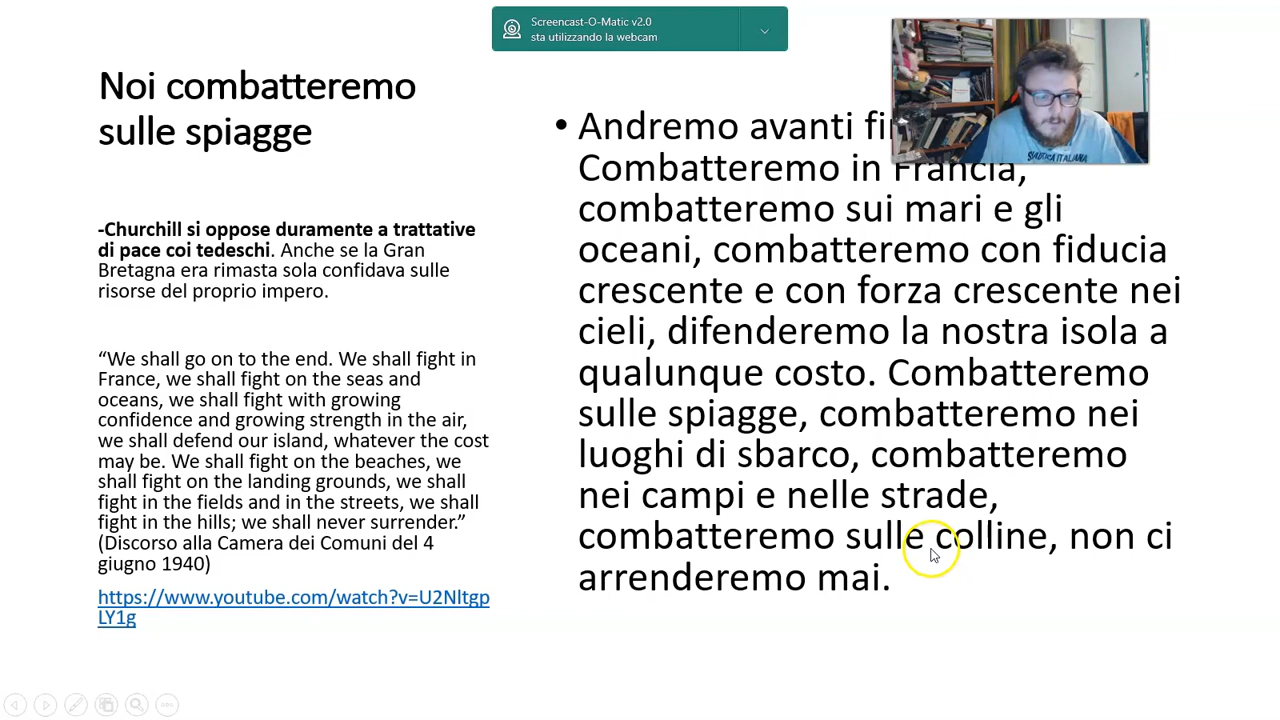 Screencast-O-Matic v2.0
sta utilizzando la webcam
Noi combatteremo
sulle spiagge
-Churchill si oppose duramente a trattative
di pace coi tedeschi. Anche se la Gran
Bretagna era rimasta sola confidava sulle
risorse del proprio impero.
“We shall go on to the end. We shall fight in
France, we shall fight on the seas and
oceans, we shall fight with growing
confidence and growing strength in the air,
we shall defend our island, whatever the cost
may be. We shall fight on the beaches, we
shall fight on the landing grounds, we shall
fight in the fields and in the streets, we shall
fight in the hills; we shall never surrender.”
(Discorso alla Camera dei Comuni del 4
giugno 1940)
https://www.youtube.com/watch?v=U2Nltgp
LY1g
• Andremo avanti
Combatteremo in Francia,
combatteremo sui mari e gli
oceani, combatteremo con fiducia
crescente e con forza crescente nei
cieli, difenderemo la nostra isola a
qualunque costo. Combatteremo
sulle spiagge, combatteremo nei
luoghi di sbarco, combatteremo
nei campi e nelle strade,
combatteremo sulle colline, non ci
arrenderemo mai.